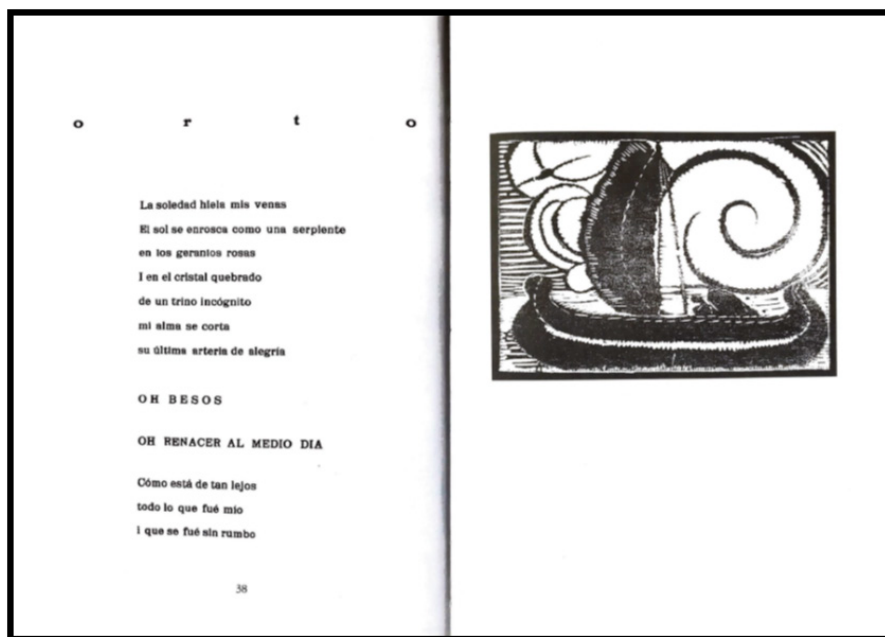 o r t o
La soledad hiela mis venas
El sol se enrosca como una serpiente
en los geranios rosas
I en el cristal quebrado
de un trino incógnito
mi alma se corta
su última arteria de alegría
OH BESOS
OH RENACER AL MEDIO DIA
Cómo está de tan lejos
todo lo que fué mío
i que se fué sin rumbo
38